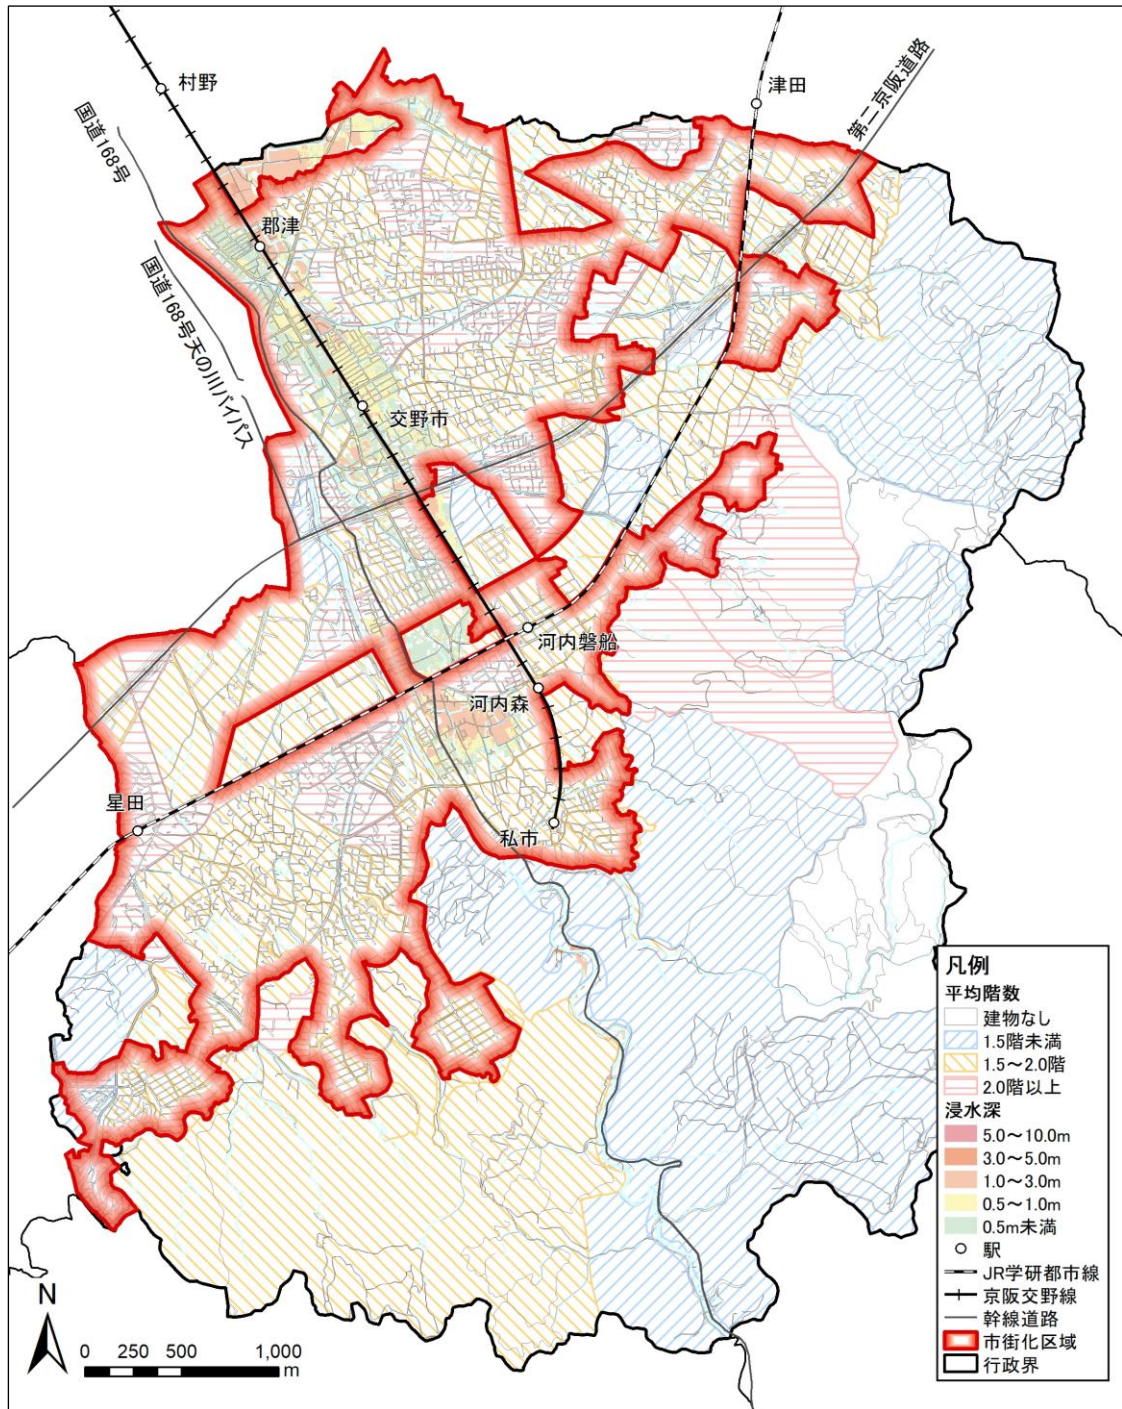 村野
津田
第二京阪道路
国道168号
郡津
国道168号天の川バイパス
交野市
河内磐船
河内森
星田
私市
凡例
平均階数
建物なし
1.5階未満
1.5～2.0階
2.0階以上
浸水深
5.0～10.0m
3.0～5.0m
1.0～3.0m
0.5～1.0m
0.5m未満
駅
JR学研都市線
京阪交野線
幹線道路
市街化区域
行政界
N
0 250 500 1,000
m